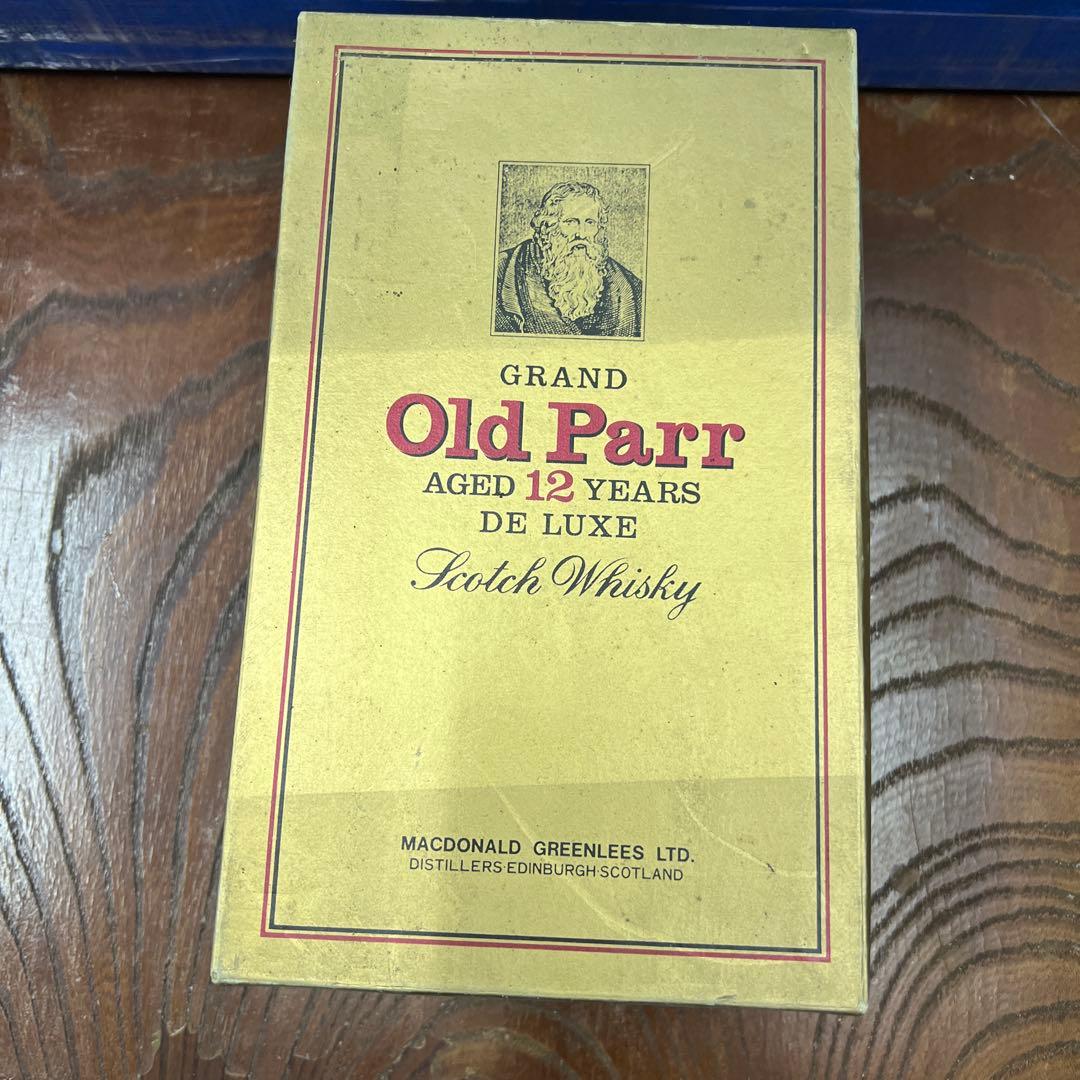 GRAND
Old Parr
AGED 12 YEARS
DE LUXE
Scotch Whisky
MACDONALD GREENLEES LTD.
DISTILLERS·EDINBURGH·SCOTLAND